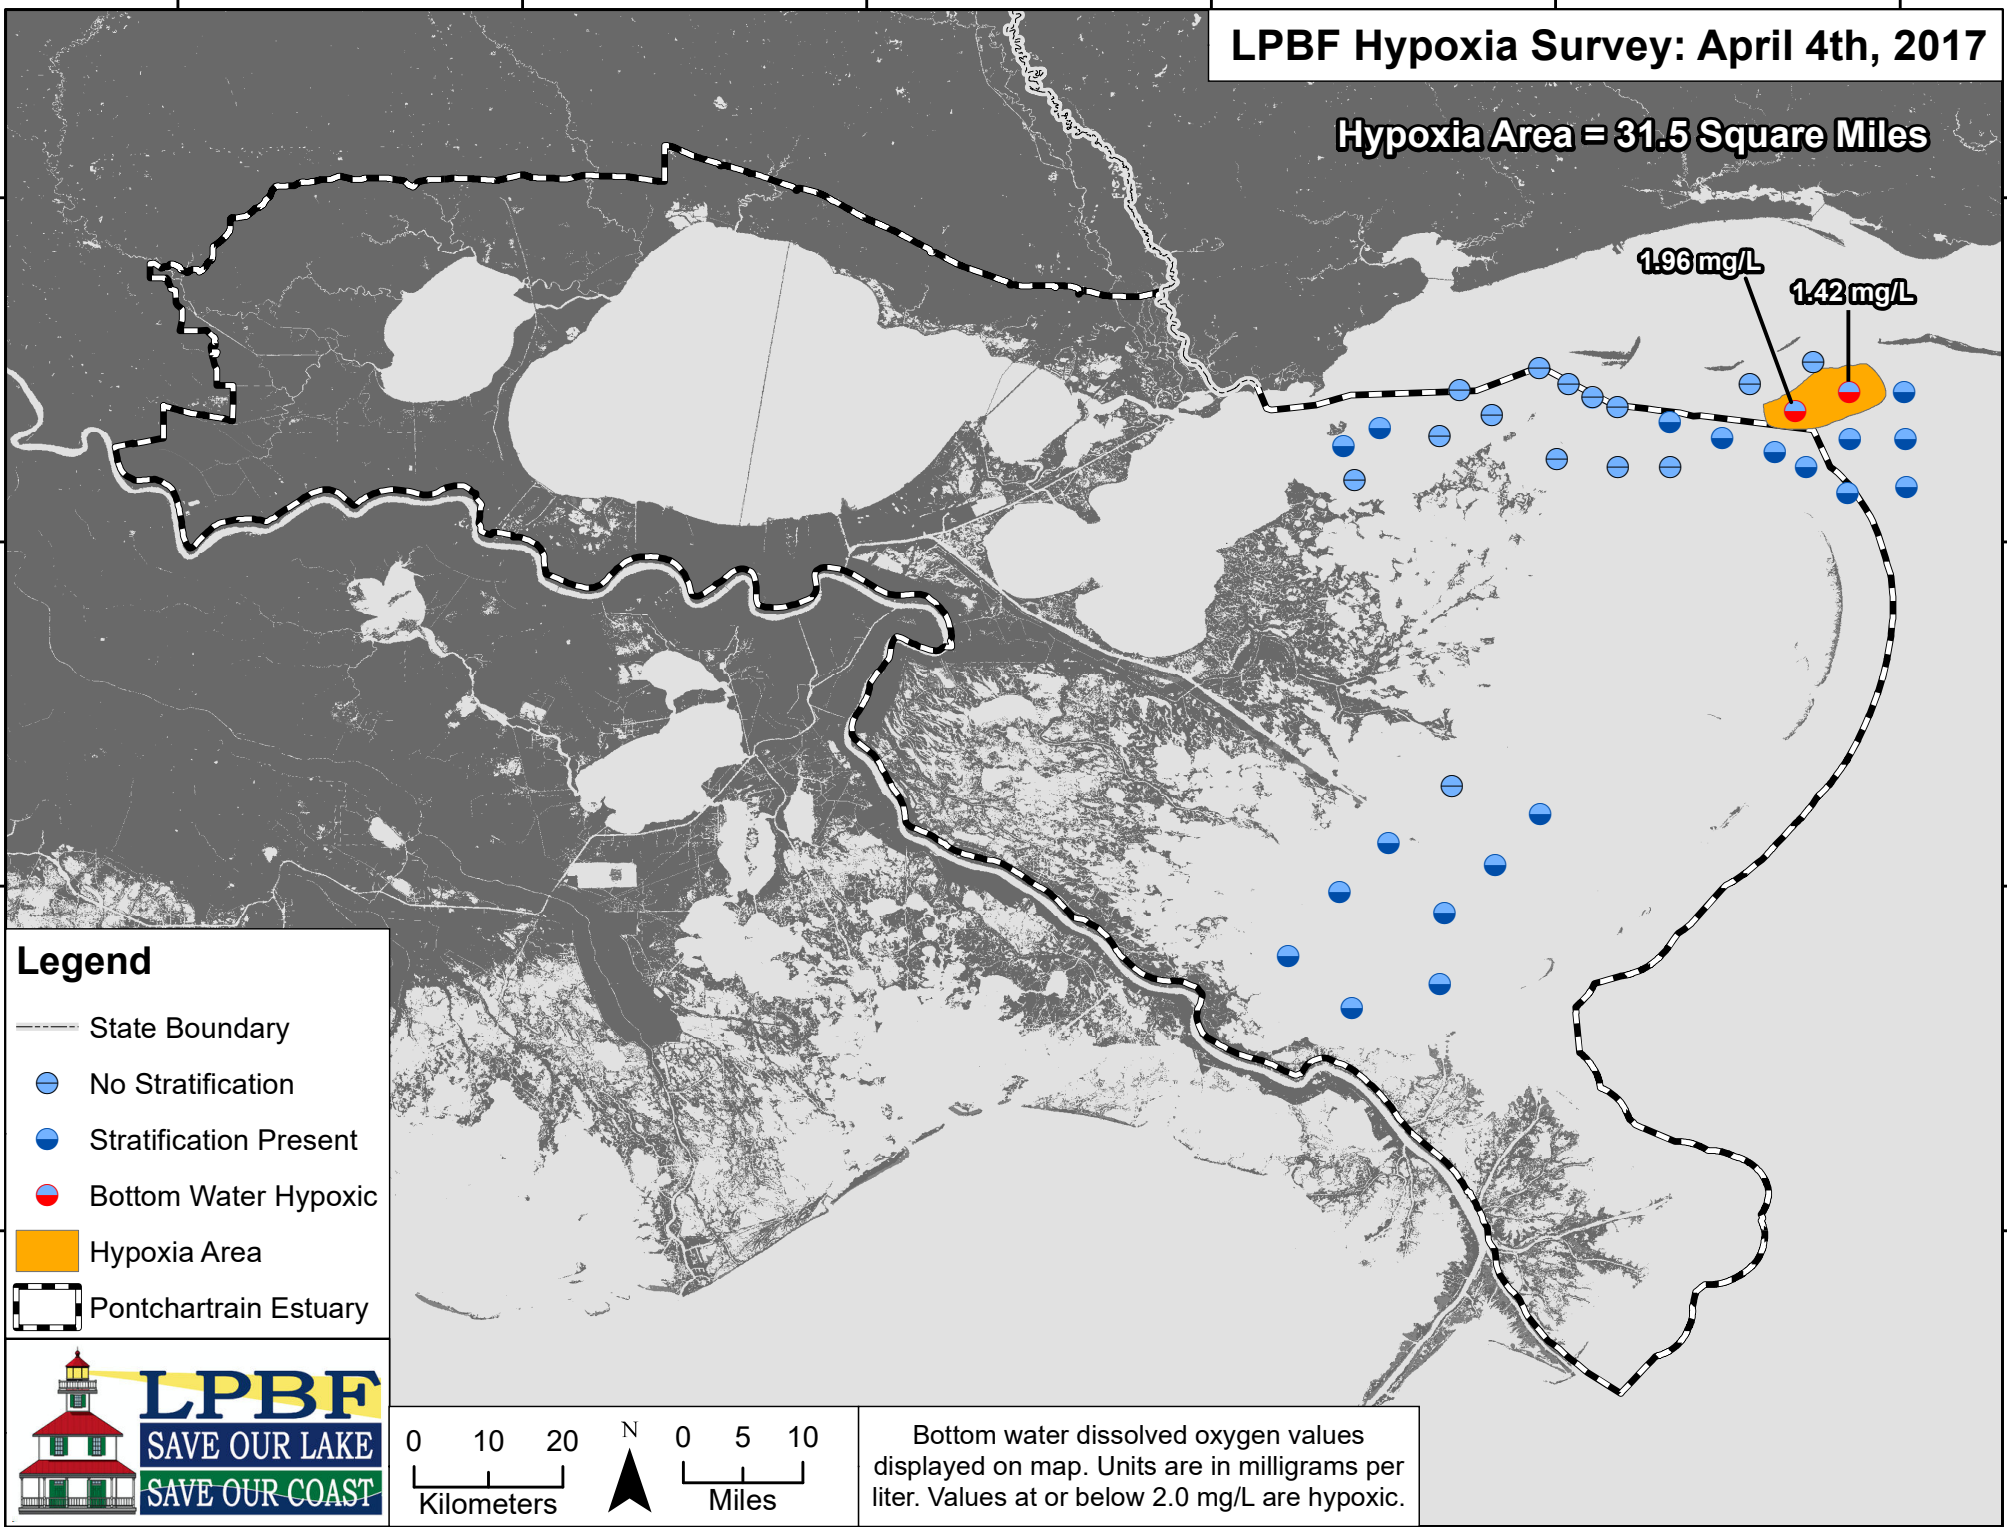 LPBF Hypoxia Survey: April 4th, 2017
Hypoxia Area = 31.5 Square Miles
1.96 mg/L
1.42 mg/L
Legend
State Boundary
No Stratification
Stratification Present
Bottom Water Hypoxic
Hypoxia Area
Pontchartrain Estuary
LPBF
SAVE OUR LAKE
SAVE OUR COAST
0 10 20
Kilometers
N
0 5 10
Miles
Bottom water dissolved oxygen values
displayed on map. Units are in milligrams per
liter. Values at or below 2.0 mg/L are hypoxic.